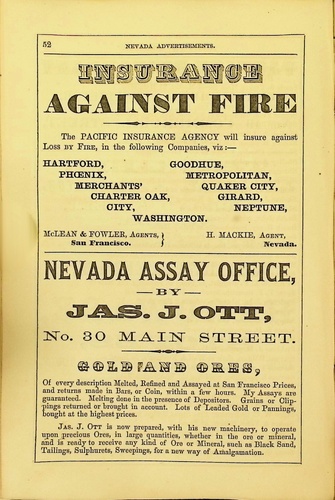 52 NEVADA ADVERTISEMENTS.
INSURANCE
AGAINST FIRE
The PACIFIC INSURANCE AGENCY will insure against
LOSS BY FIRE, in the following Companies, viz:—
HARTFORD, GOODHUE,
PHŒNIX, METROPOLITAN,
MERCHANTS' QUAKER CITY,
CHARTER OAK, GIRARD,
CITY, NEPTUNE,
WASHINGTON.
McLEAN & FOWLER, AGENTS, } H. MACKIE, AGENT,
San Francisco. Nevada.
NEVADA ASSAY OFFICE,
—BY—
JAS. J. OTT,
No. 30 MAIN STREET.
GOLD AND ORES,
Of every description Melted, Refined and Assayed at San Francisco Prices,
and returns made in Bars, or Coin, within a few hours. My Assays are
guaranteed. Melting done in the presence of Depositors. Grains or Clip-
pings returned or brought in account. Lots of Leaded Gold or Pannings,
bought at the highest prices.
JAS. J. OTT is now prepared, with his new machinery, to operate
upon precious Ores, in large quantities, whether in the ore or mineral,
and is ready to receive any kind of Ore or Mineral, such as Black Sand,
Tailings, Sulphurets, Sweepings, for a new way of Amalgamation.